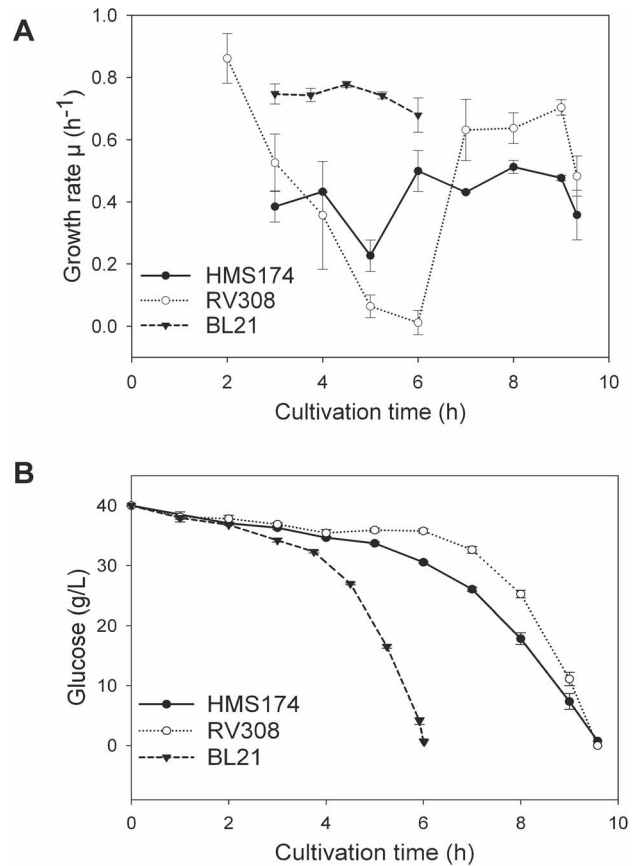 A
Growth rate μ (h⁻¹)
1.0
0.8
0.6
0.4
0.2
0.0
HMS174
RV308
BL21
0 2 4 6 8 10
Cultivation time (h)
B
Glucose (g/L)
40
30
20
10
0
HMS174
RV308
BL21
0 2 4 6 8 10
Cultivation time (h)